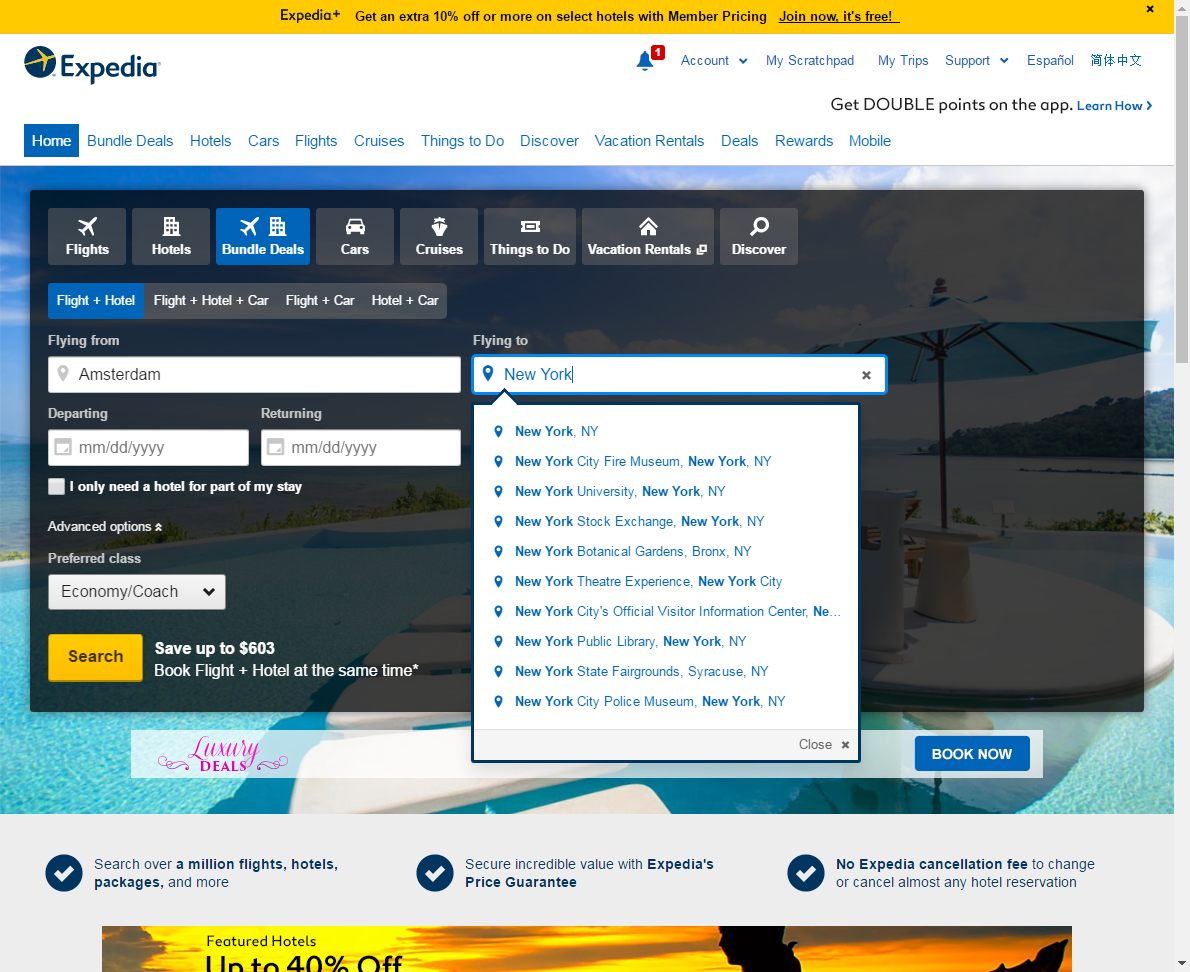 Expedia+ Get an extra 10% off or more on select hotels with Member Pricing Join now, it's free!
Expedia
1 Account My Scratchpad My Trips Support Español 简体中文
Get DOUBLE points on the app. Learn How ›
Home Bundle Deals Hotels Cars Flights Cruises Things to Do Discover Vacation Rentals Deals Rewards Mobile
Flights Hotels Bundle Deals Cars Cruises Things to Do Vacation Rentals Discover
Flight + Hotel Flight + Hotel + Car Flight + Car Hotel + Car
Flying from Flying to
Amsterdam New York
Departing Returning
mm/dd/yyyy mm/dd/yyyy
I only need a hotel for part of my stay
Advanced options
Preferred class
Economy/Coach
Search
Save up to $603
Book Flight + Hotel at the same time*
New York, NY
New York City Fire Museum, New York, NY
New York University, New York, NY
New York Stock Exchange, New York, NY
New York Botanical Gardens, Bronx, NY
New York Theatre Experience, New York City
New York City's Official Visitor Information Center, Ne...
New York Public Library, New York, NY
New York State Fairgrounds, Syracuse, NY
New York City Police Museum, New York, NY
Close
Luxury
DEALS
BOOK NOW
Search over a million flights, hotels,
packages, and more
Secure incredible value with Expedia's
Price Guarantee
No Expedia cancellation fee to change
or cancel almost any hotel reservation
Featured Hotels
Up to 40% Off